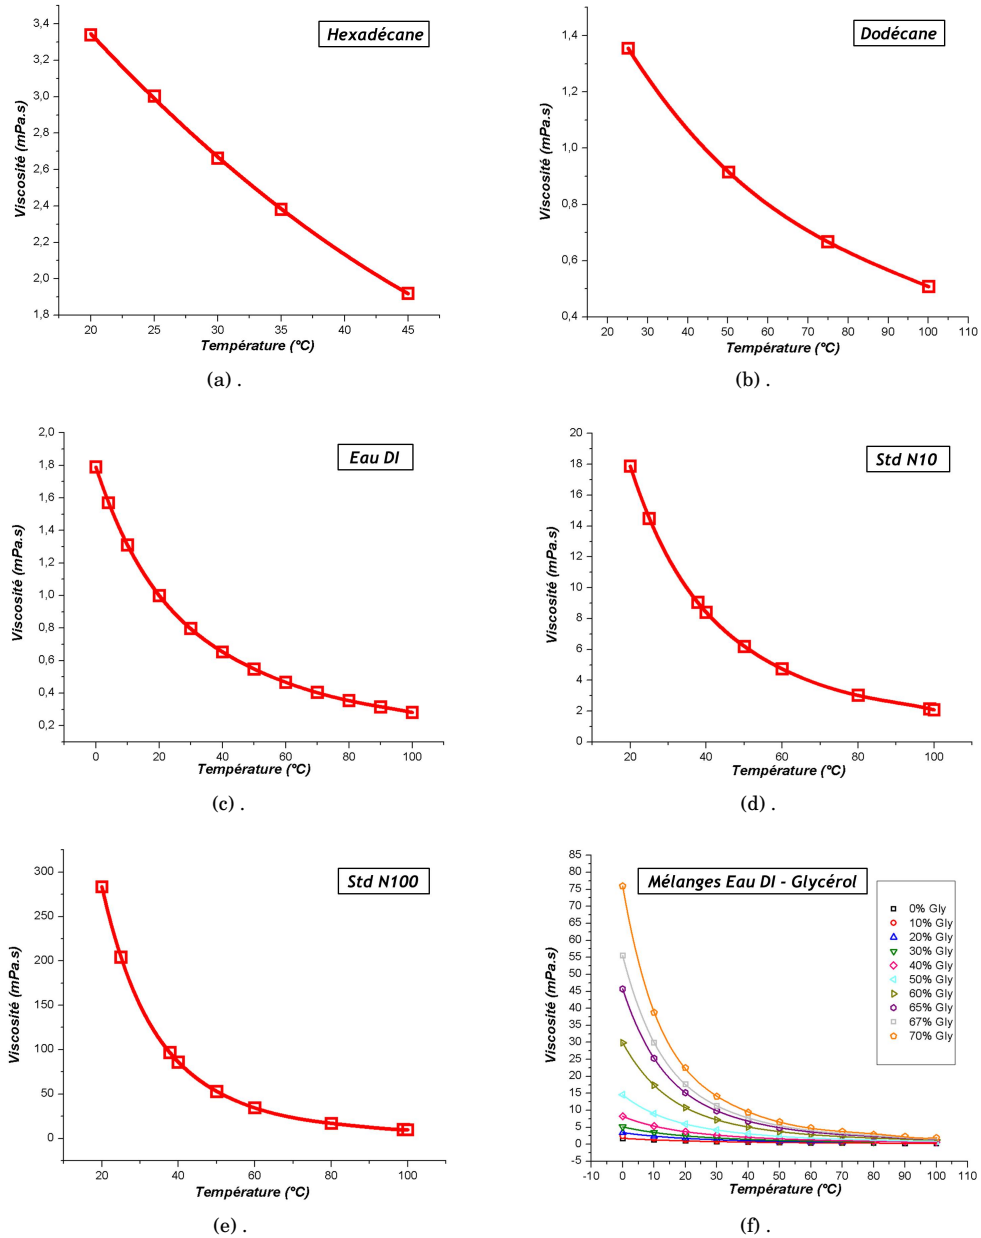 Hexadécane
3,4
3,2
3,0
2,8
2,6
2,4
2,2
2,0
1,8
Viscosité (mPa.s)
20 25 30 35 40 45
Température (°C)
(a) .
Dodécane
1,4
1,2
1,0
0,8
0,6
0,4
Viscosité (mPa.s)
20 30 40 50 60 70 80 90 100 110
Température (°C)
(b) .
Eau DI
2,0
1,8
1,6
1,4
1,2
1,0
0,8
0,6
0,4
0,2
Viscosité (mPa.s)
0 20 40 60 80 100
Température (°C)
(c) .
Std N10
20
18
16
14
12
10
8
6
4
2
0
Viscosité (mPa.s)
20 40 60 80 100
Température (°C)
(d) .
Std N100
300
250
200
150
100
50
0
Viscosité (mPa.s)
20 40 60 80 100
Température (°C)
(e) .
Mélanges Eau DI - Glycérol
85
80
75
70
65
60
55
50
45
40
35
30
25
20
15
10
5
0
-5
Viscosité (mPa.s)
0% Gly
10% Gly
20% Gly
30% Gly
40% Gly
50% Gly
60% Gly
65% Gly
67% Gly
70% Gly
-10 0 10 20 30 40 50 60 70 80 90 100 110
Température (°C)
(f) .